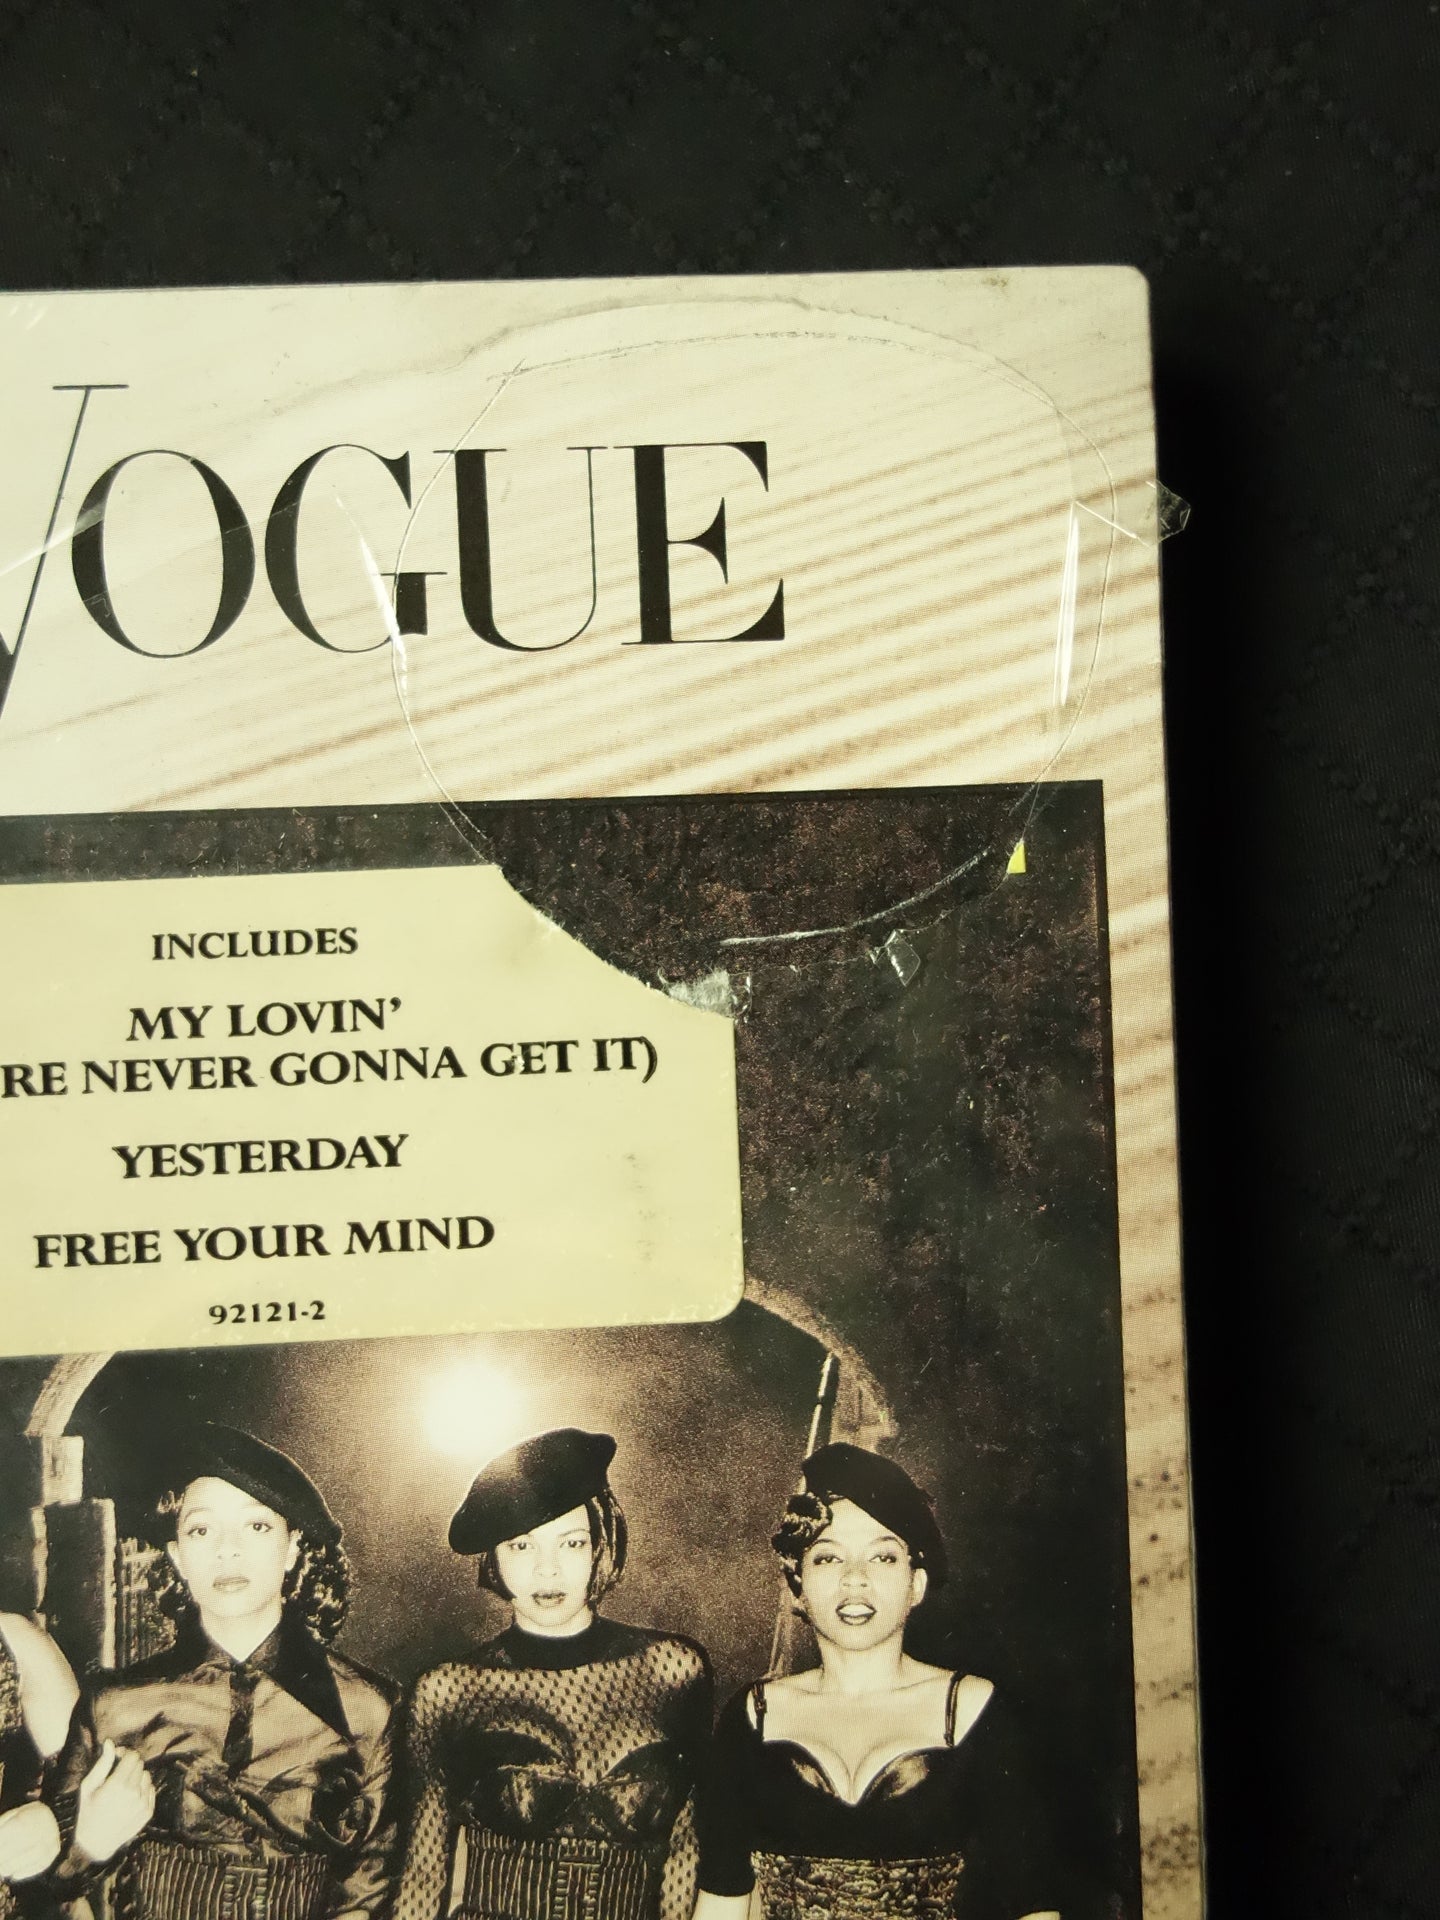 VOGUE
INCLUDES
MY LOVIN'
RE NEVER GONNA GET IT)
YESTERDAY
FREE YOUR MIND
92121-2